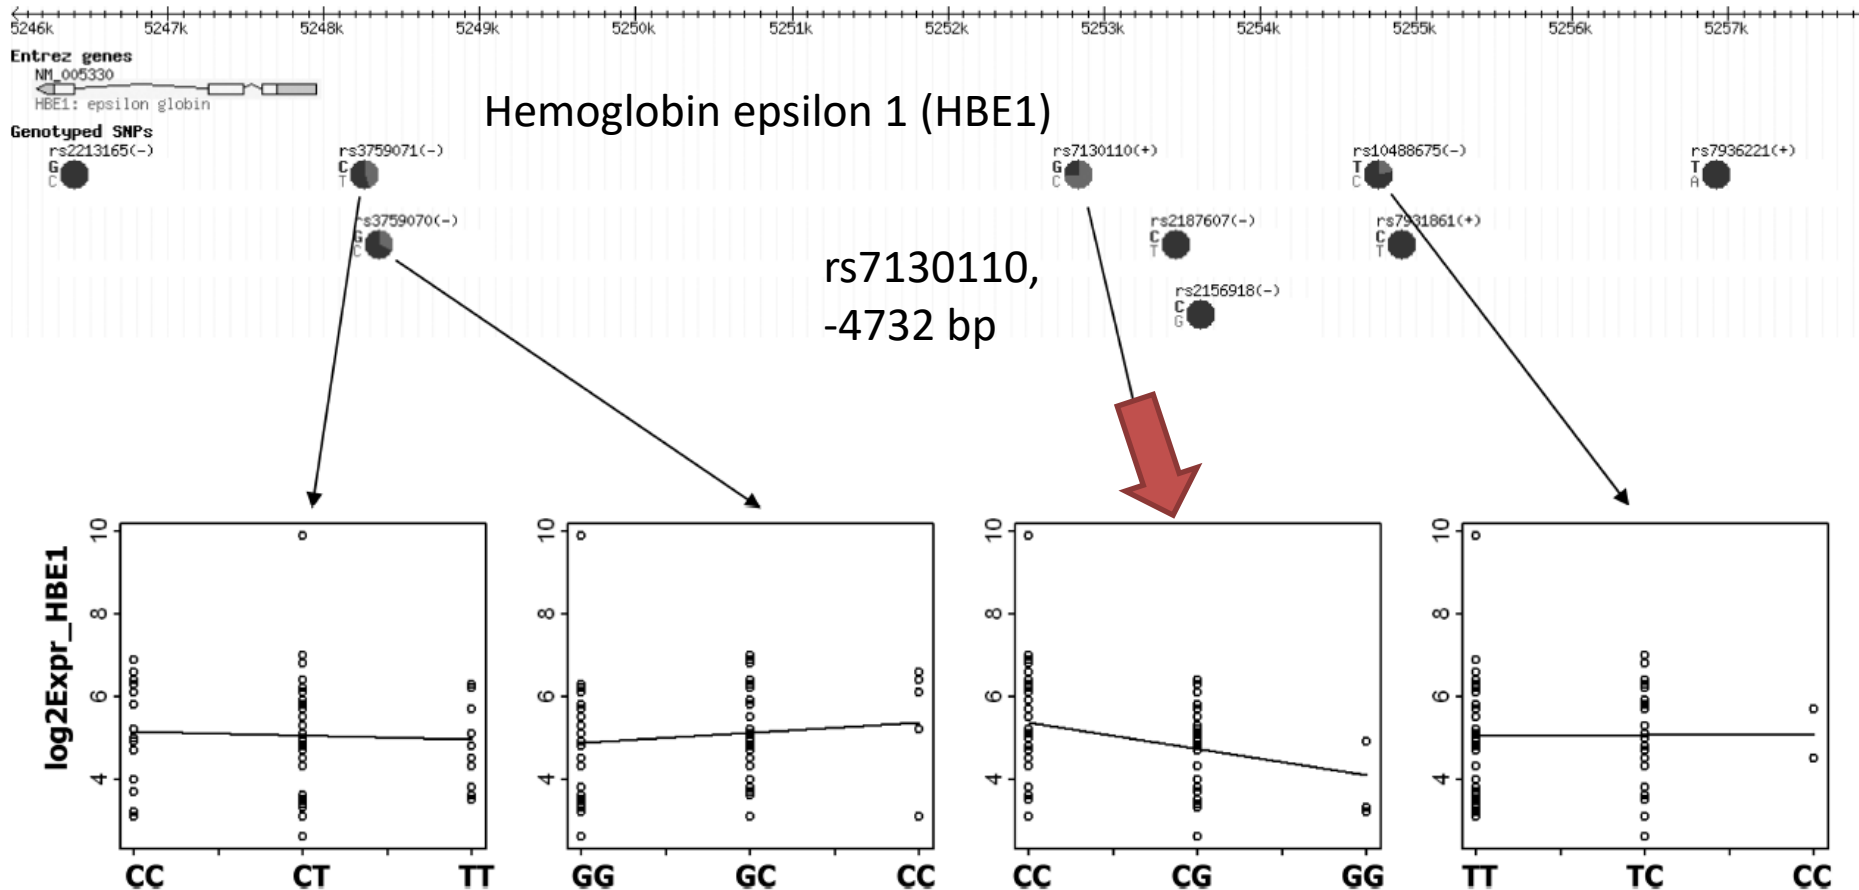 5246k 5247k 5248k 5249k 5250k 5251k 5252k 5253k 5254k 5255k 5256k 5257k
Entrez genes
NM_005330
HBE1: epsilon globin
Hemoglobin epsilon 1 (HBE1)
Genotyped SNPs
rs2213165(-) rs3759071(-) rs7130110(+) rs10488675(-) rs7936221(+)
G C G T T
C T C C A
rs3759070(-) rs2187607(-) rs7931861(+)
G C C
C T T
rs7130110,
-4732 bp
rs2156918(-)
C
G
log2Expr_HBE1
10 10 10 10
8 8 8 8
6 6 6 6
4 4 4 4
CC CT TT GG GC CC CC CG GG TT TC CC